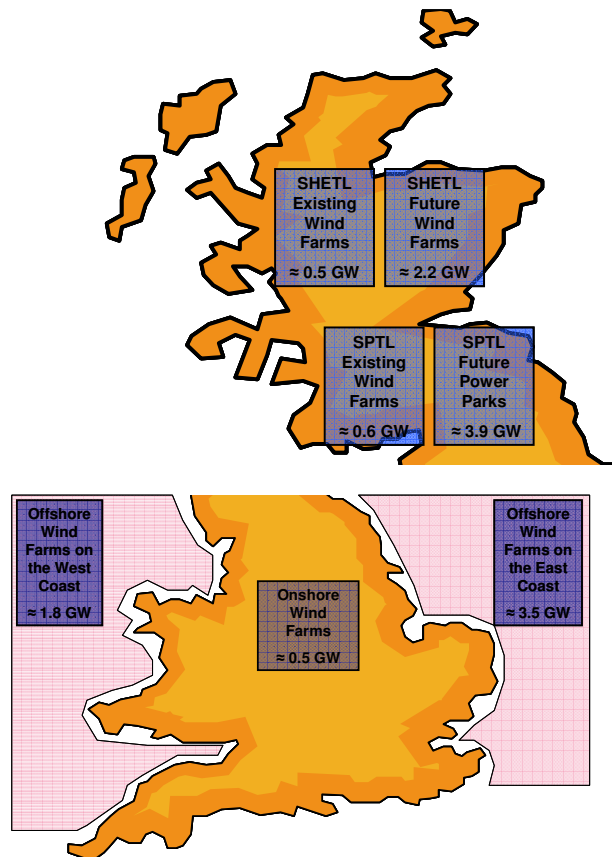 SHETL
Existing
Wind
Farms
≈ 0.5 GW
SHETL
Future
Wind
Farms
≈ 2.2 GW
SPTL
Existing
Wind
Farms
≈ 0.6 GW
SPTL
Future
Power
Parks
≈ 3.9 GW
Offshore
Wind
Farms on
the West
Coast
≈ 1.8 GW
Onshore
Wind
Farms
≈ 0.5 GW
Offshore
Wind
Farms on
the East
Coast
≈ 3.5 GW